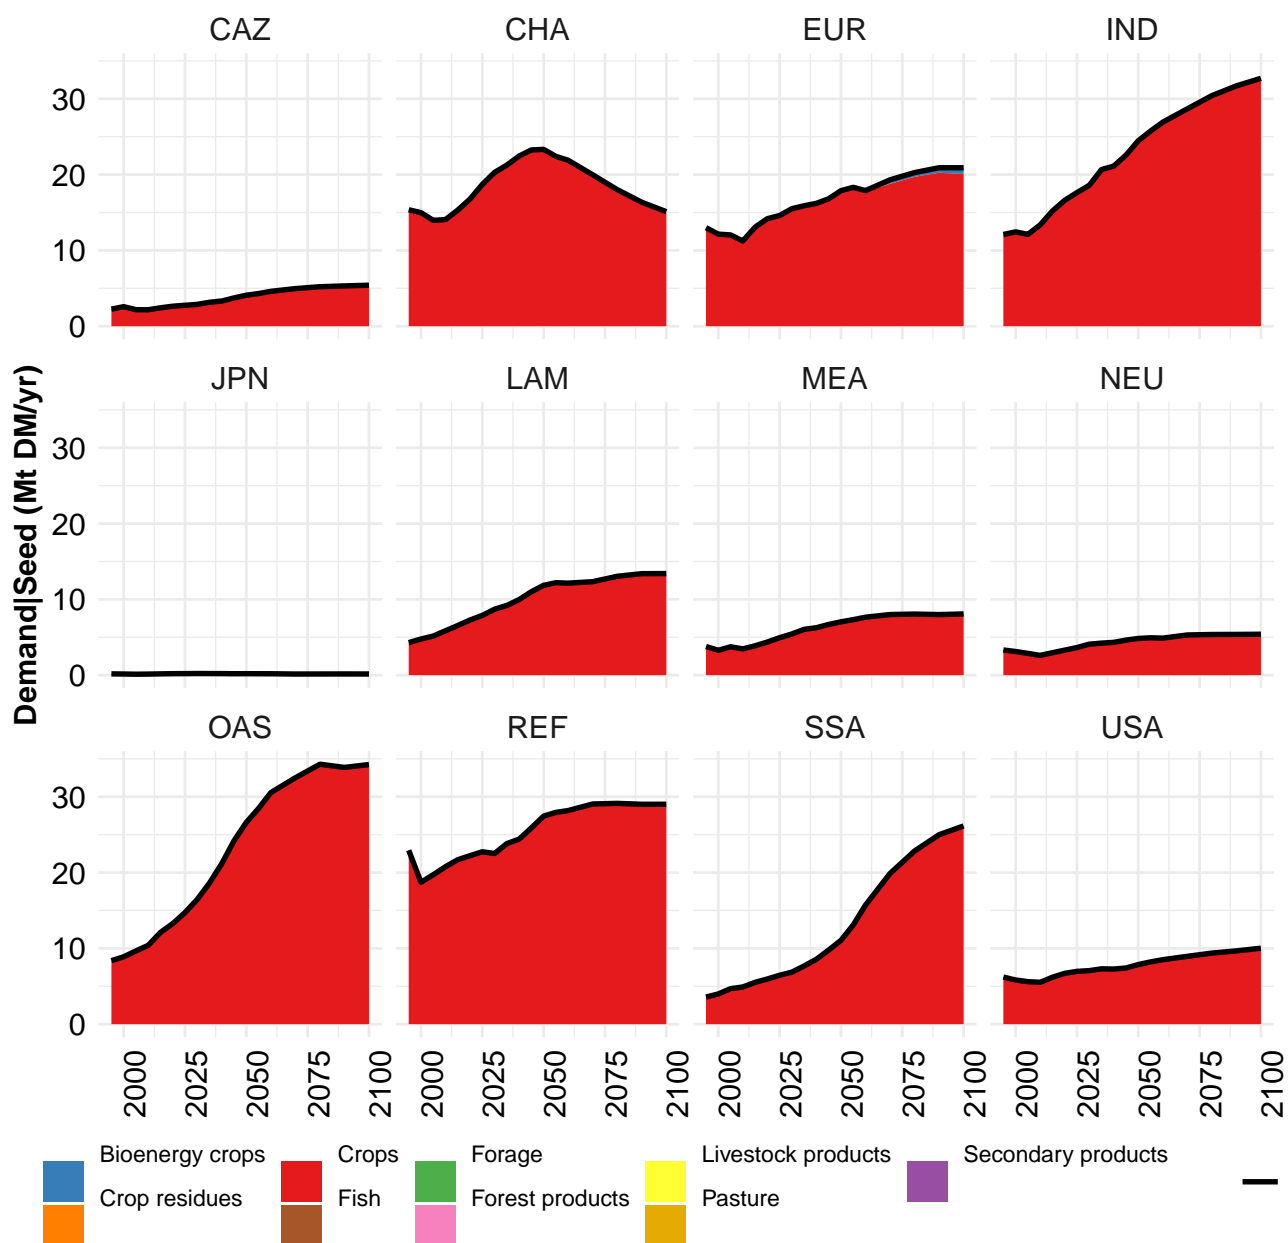 CAZ CHA EUR IND
30
20
10
0
JPN LAM MEA NEU
30
20
10
0
Demand|Seed (Mt DM/yr)
OAS REF SSA USA
30
20
10
0
2000 2025 2050 2075 2100 2000 2025 2050 2075 2100 2000 2025 2050 2075 2100 2000 2025 2050 2075 2100
Bioenergy crops Crops Forage Livestock products Secondary products
Crop residues Fish Forest products Pasture